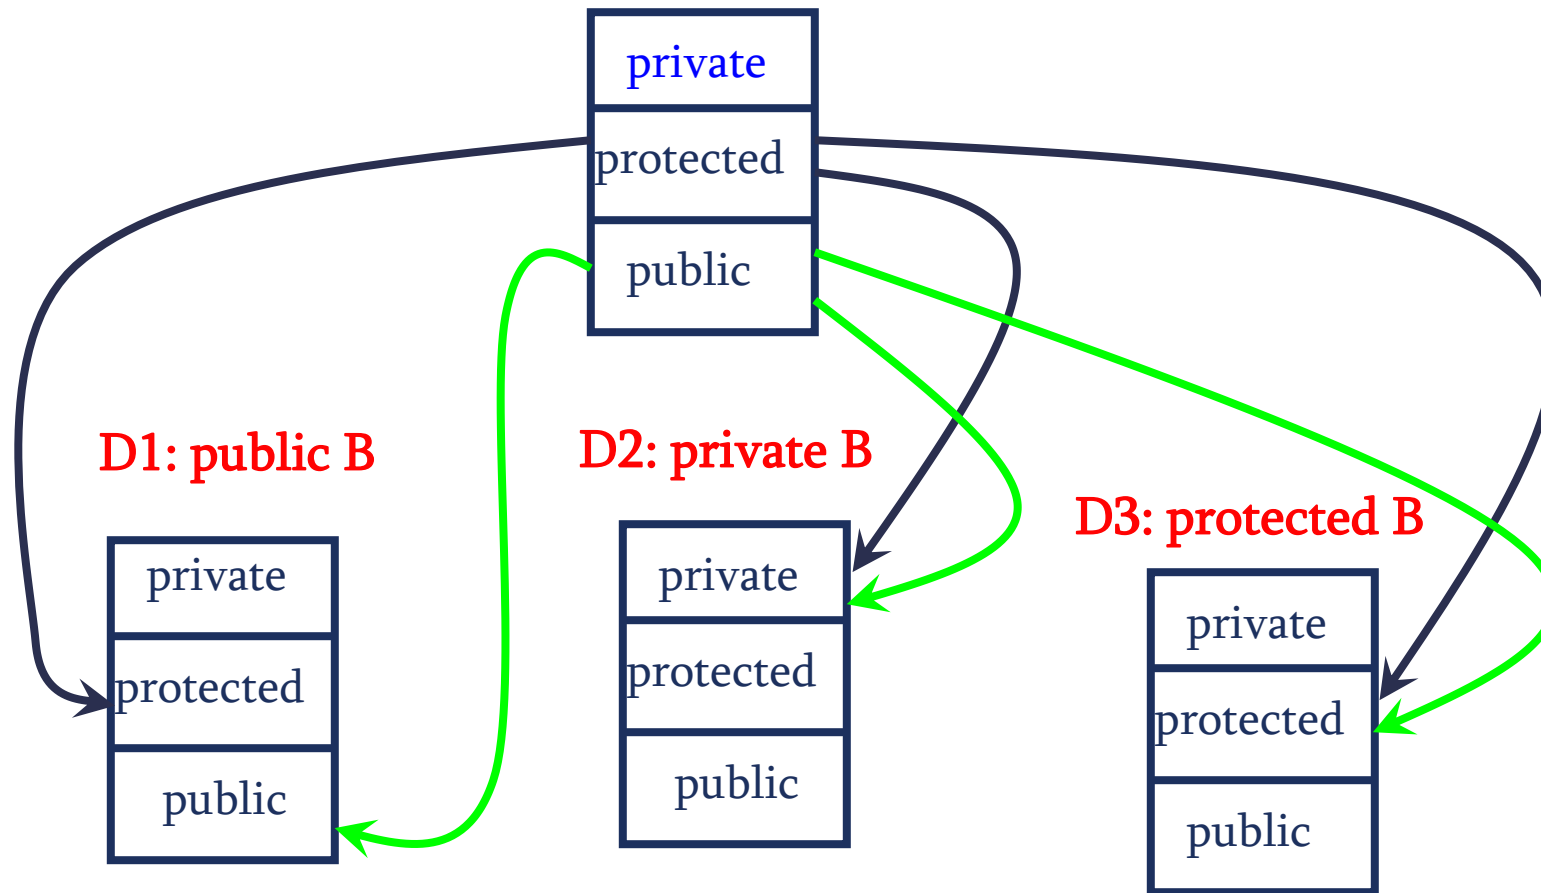 private
protected
public
D1: public B
private
protected
public
D2: private B
private
protected
public
D3: protected B
private
protected
public